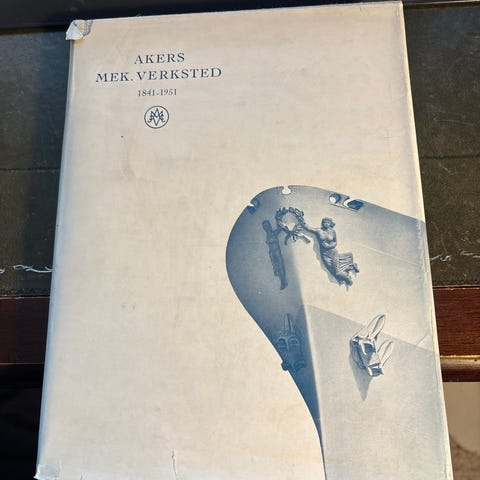 AKERS
MEK. VERKSTED
1841-1951